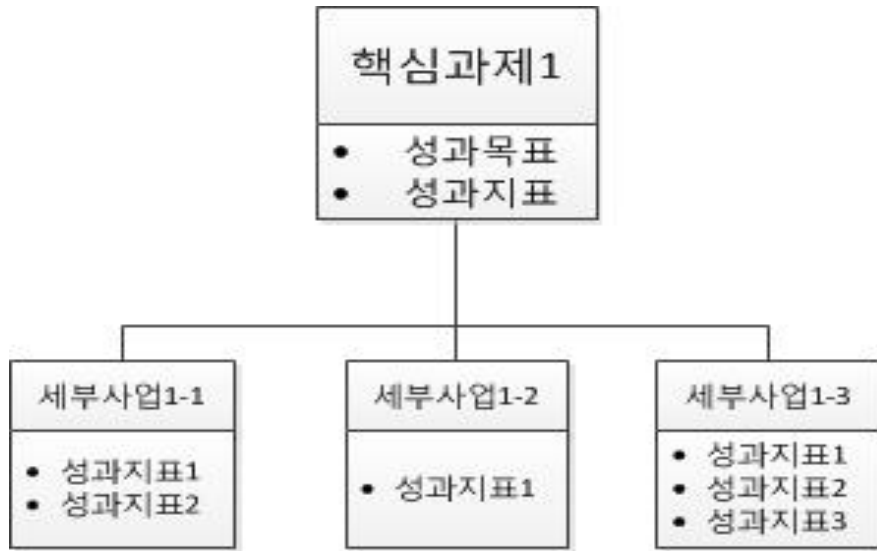 핵심과제1
• 성과목표
• 성과지표
세부사업1-1
• 성과지표1
• 성과지표2
세부사업1-2
• 성과지표1
세부사업1-3
• 성과지표1
• 성과지표2
• 성과지표3